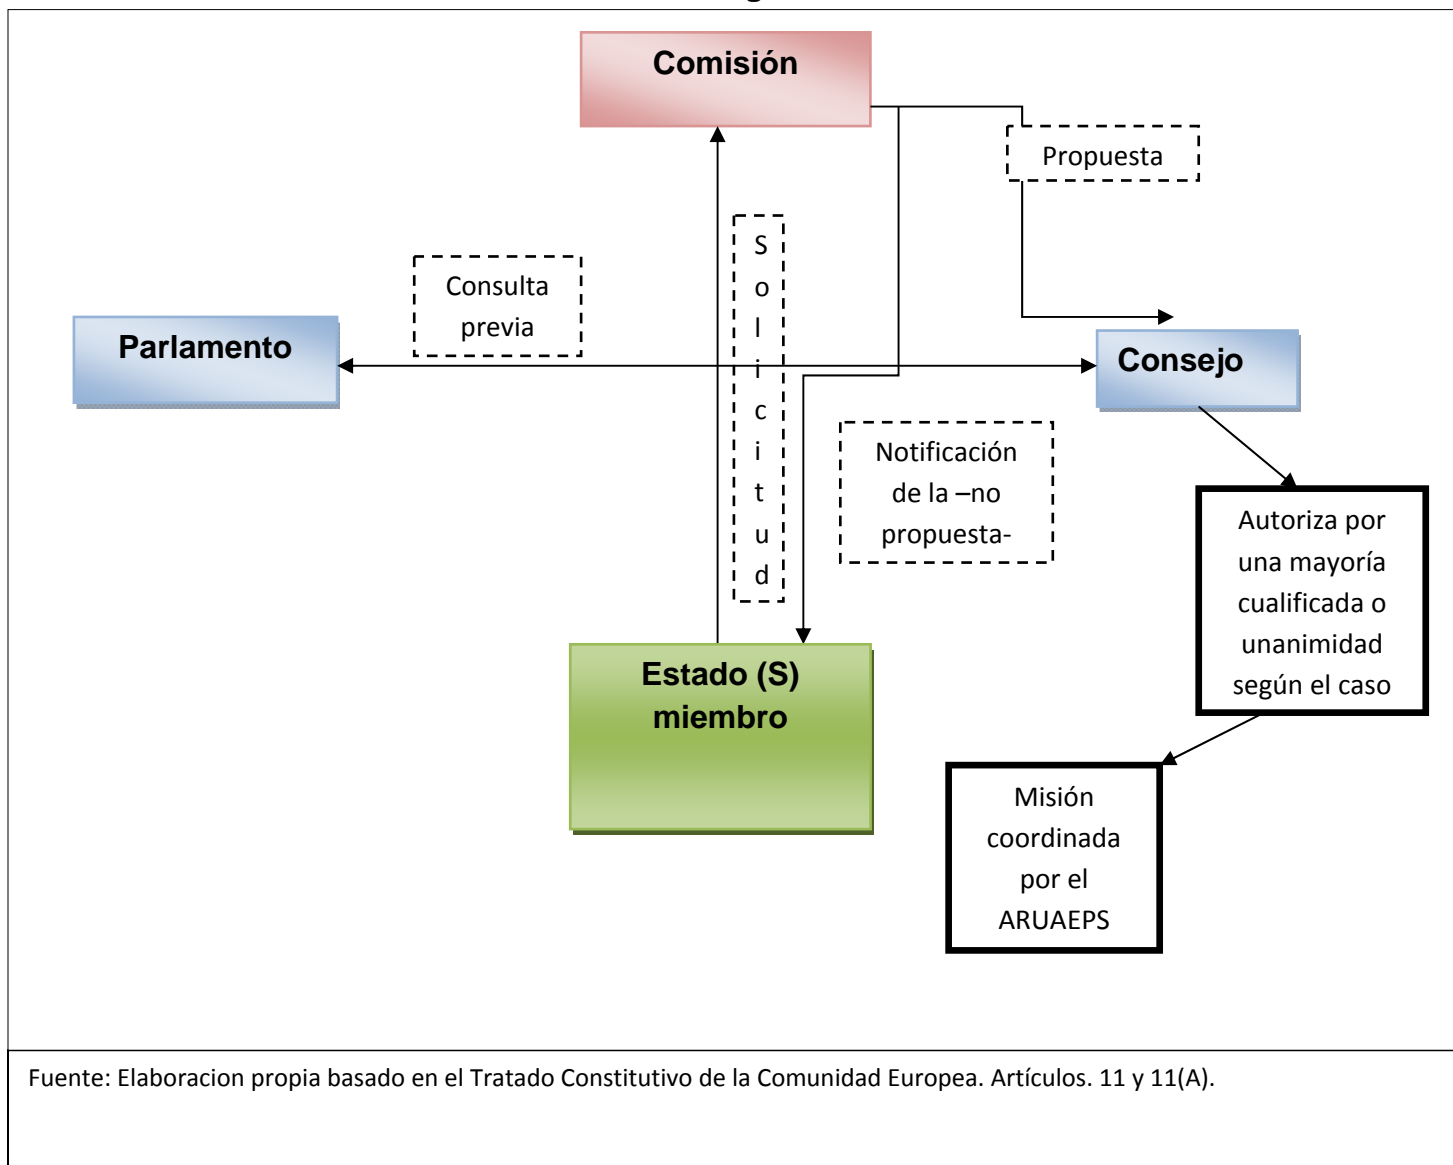 Comisión
Propuesta
S
o
l
i
c
i
t
u
d
Consulta
previa
Parlamento
Consejo
Notificación
de la –no
propuesta-
Autoriza por
una mayoría
cualificada o
unanimidad
según el caso
Estado (S)
miembro
Misión
coordinada
por el
ARUAEPS
Fuente: Elaboracion propia basado en el Tratado Constitutivo de la Comunidad Europea. Artículos. 11 y 11(A).